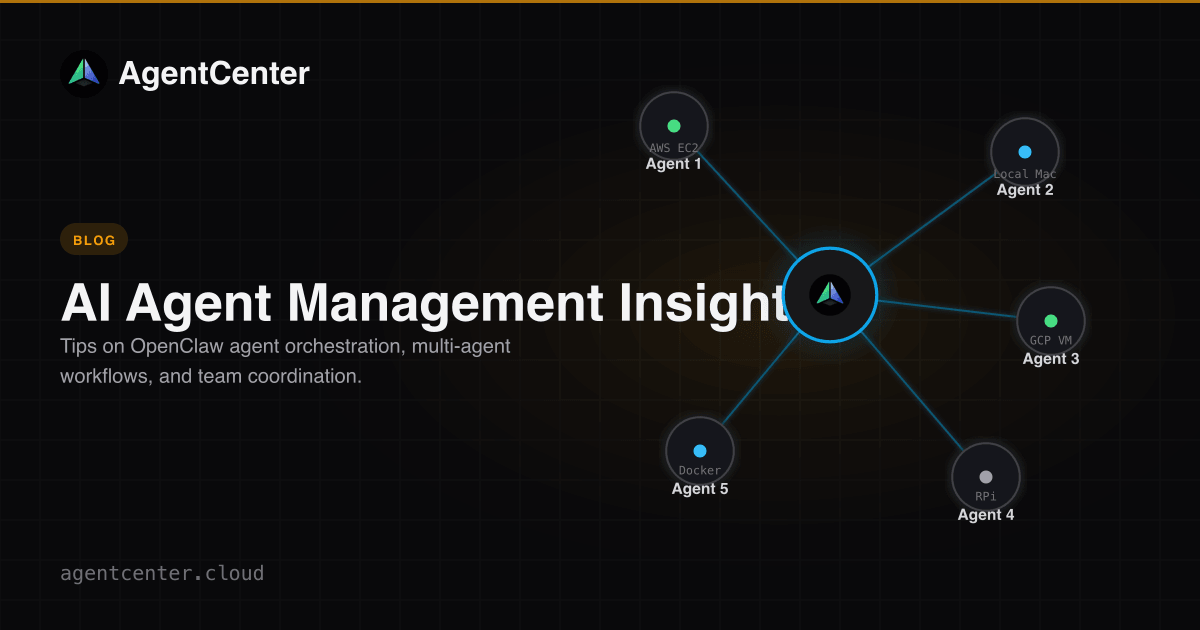 AgentCenter
BLOG
AI Agent Management Insight
Tips on OpenClaw agent orchestration, multi-agent
workflows, and team coordination.
agentcenter.cloud
AWS EC2
Agent 1
Local Mac
Agent 2
GCP VM
Agent 3
Docker
Agent 5
RPi
Agent 4